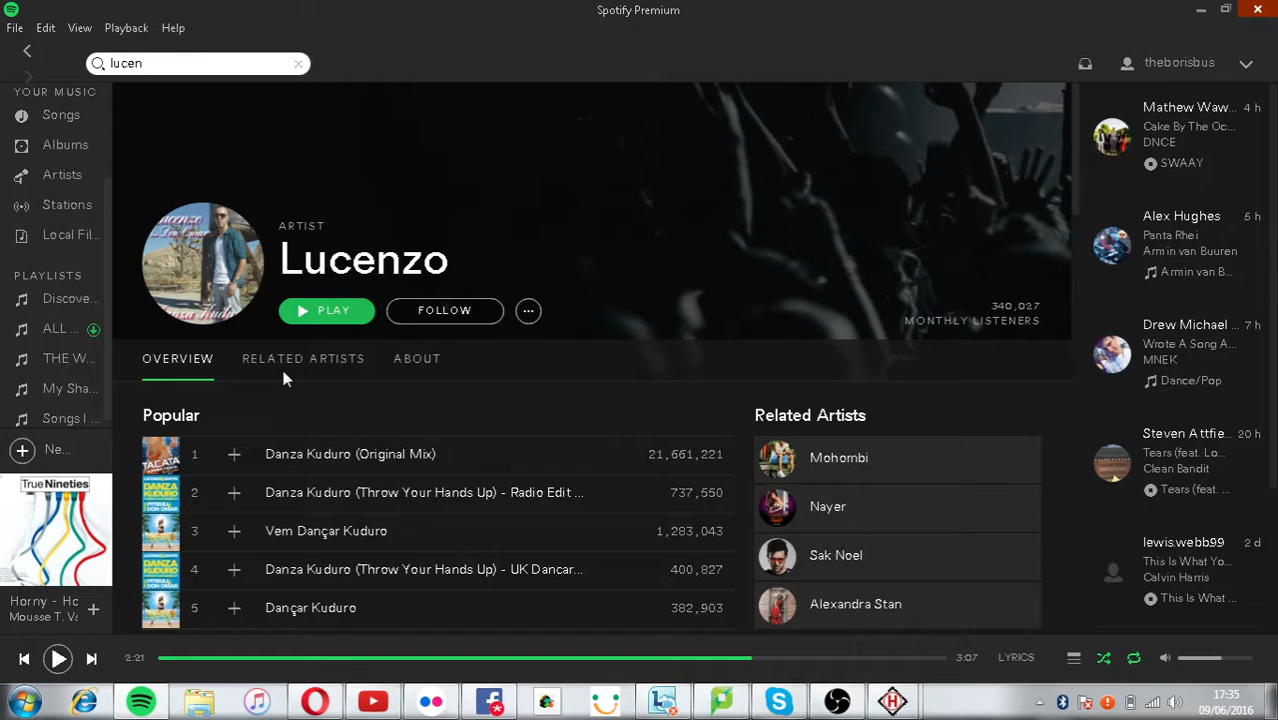 Spotify Premium
File Edit View Playback Help
lucen
theborisbus
YOUR MUSIC
Songs
Albums
Artists
Stations
Local Fil...
PLAYLISTS
Discove...
ALL ...
THE W...
My Sha...
Songs I ...
Ne...
True Nineties
Horny - Ho
Mousse T. Vs
ARTIST
Lucenzo
PLAY
FOLLOW
340,027
MONTHLY LISTENERS
OVERVIEW RELATED ARTISTS ABOUT
Popular
TACATA
1 Danza Kuduro (Original Mix) 21,661,221
2 Danza Kuduro (Throw Your Hands Up) - Radio Edit ... 737,550
3 Vem Dançar Kuduro 1,283,043
4 Danza Kuduro (Throw Your Hands Up) - UK Dancar... 400,827
5 Dançar Kuduro 382,903
Related Artists
Mohombi
Nayer
Sak Noel
Alexandra Stan
Mathew Waw... 4 h
Cake By The Oc...
DNCE
SWAAY
Alex Hughes 5 h
Panta Rhei
Armin van Buuren
Armin van B...
Drew Michael ...
Wrote A Song A...
MNEK
Dance/Pop
Steven Attfie... 20 h
Tears (feat. Lo...
Clean Bandit
Tears (feat. ...
lewis.webb99 2 d
This Is What Yo...
Calvin Harris
This Is What ...
2:21
3:07
LYRICS
17:35
09/06/2016